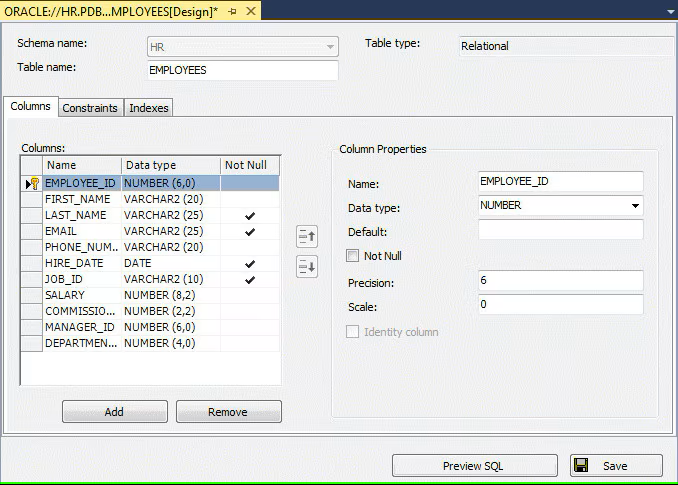 ORACLE://HR.PDB...MPLOYEES[Design]*
Schema name: HR Table type: Relational
Table name: EMPLOYEES
Columns Constraints Indexes
Columns: Column Properties
Name Data type Not Null
EMPLOYEE_ID NUMBER (6,0)
FIRST_NAME VARCHAR2 (20)
LAST_NAME VARCHAR2 (25)
EMAIL VARCHAR2 (25)
PHONE_NUM... VARCHAR2 (20)
HIRE_DATE DATE
JOB_ID VARCHAR2 (10)
SALARY NUMBER (8,2)
COMMISSIO... NUMBER (2,2)
MANAGER_ID NUMBER (6,0)
DEPARTMEN... NUMBER (4,0)
Name: EMPLOYEE_ID
Data type: NUMBER
Default:
Not Null
Precision: 6
Scale: 0
Identity column
Add Remove
Preview SQL Save